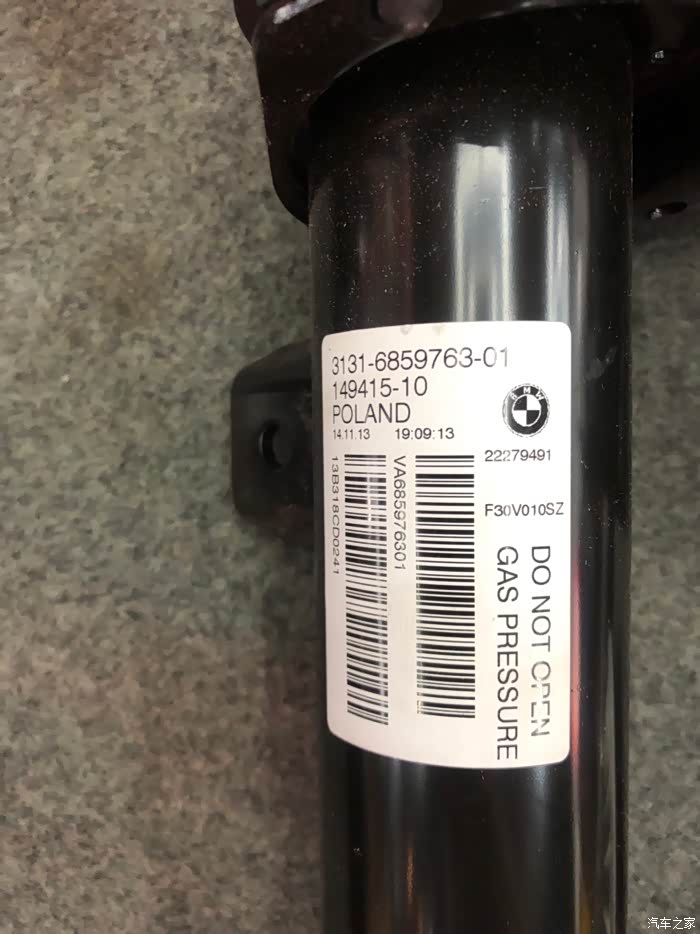 3131-6859763-01
149415-10
POLAND
14.11.13 19:09:13
BMW
22279491
F30V010SZ
13B318CD0241
VA685976301
DO NOT OPEN
GAS PRESSURE
汽车之家